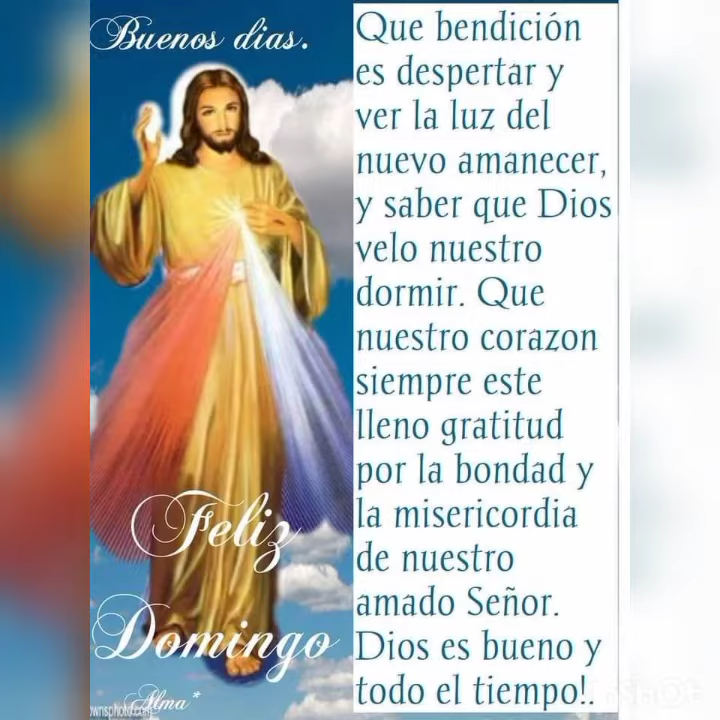 Buenos dias.
Feliz
Domingo
Alma*
Que bendición
es despertar y
ver la luz del
nuevo amanecer,
y saber que Dios
velo nuestro
dormir. Que
nuestro corazon
siempre este
lleno gratitud
por la bondad y
la misericordia
de nuestro
amado Señor.
Dios es bueno y
todo el tiempo!.
InShOt